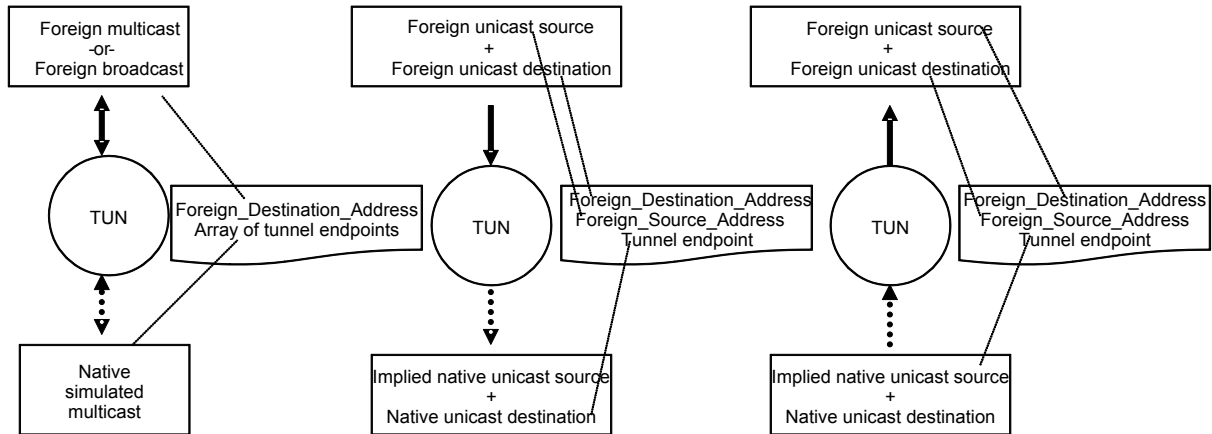 Foreign multicast
-or-
Foreign broadcast
TUN
Foreign_Destination_Address
Array of tunnel endpoints
Native
simulated
multicast
Foreign unicast source
+
Foreign unicast destination
TUN
Foreign_Destination_Address
Foreign_Source_Address
Tunnel endpoint
Implied native unicast source
+
Native unicast destination
Foreign unicast source
+
Foreign unicast destination
TUN
Foreign_Destination_Address
Foreign_Source_Address
Tunnel endpoint
Implied native unicast source
+
Native unicast destination